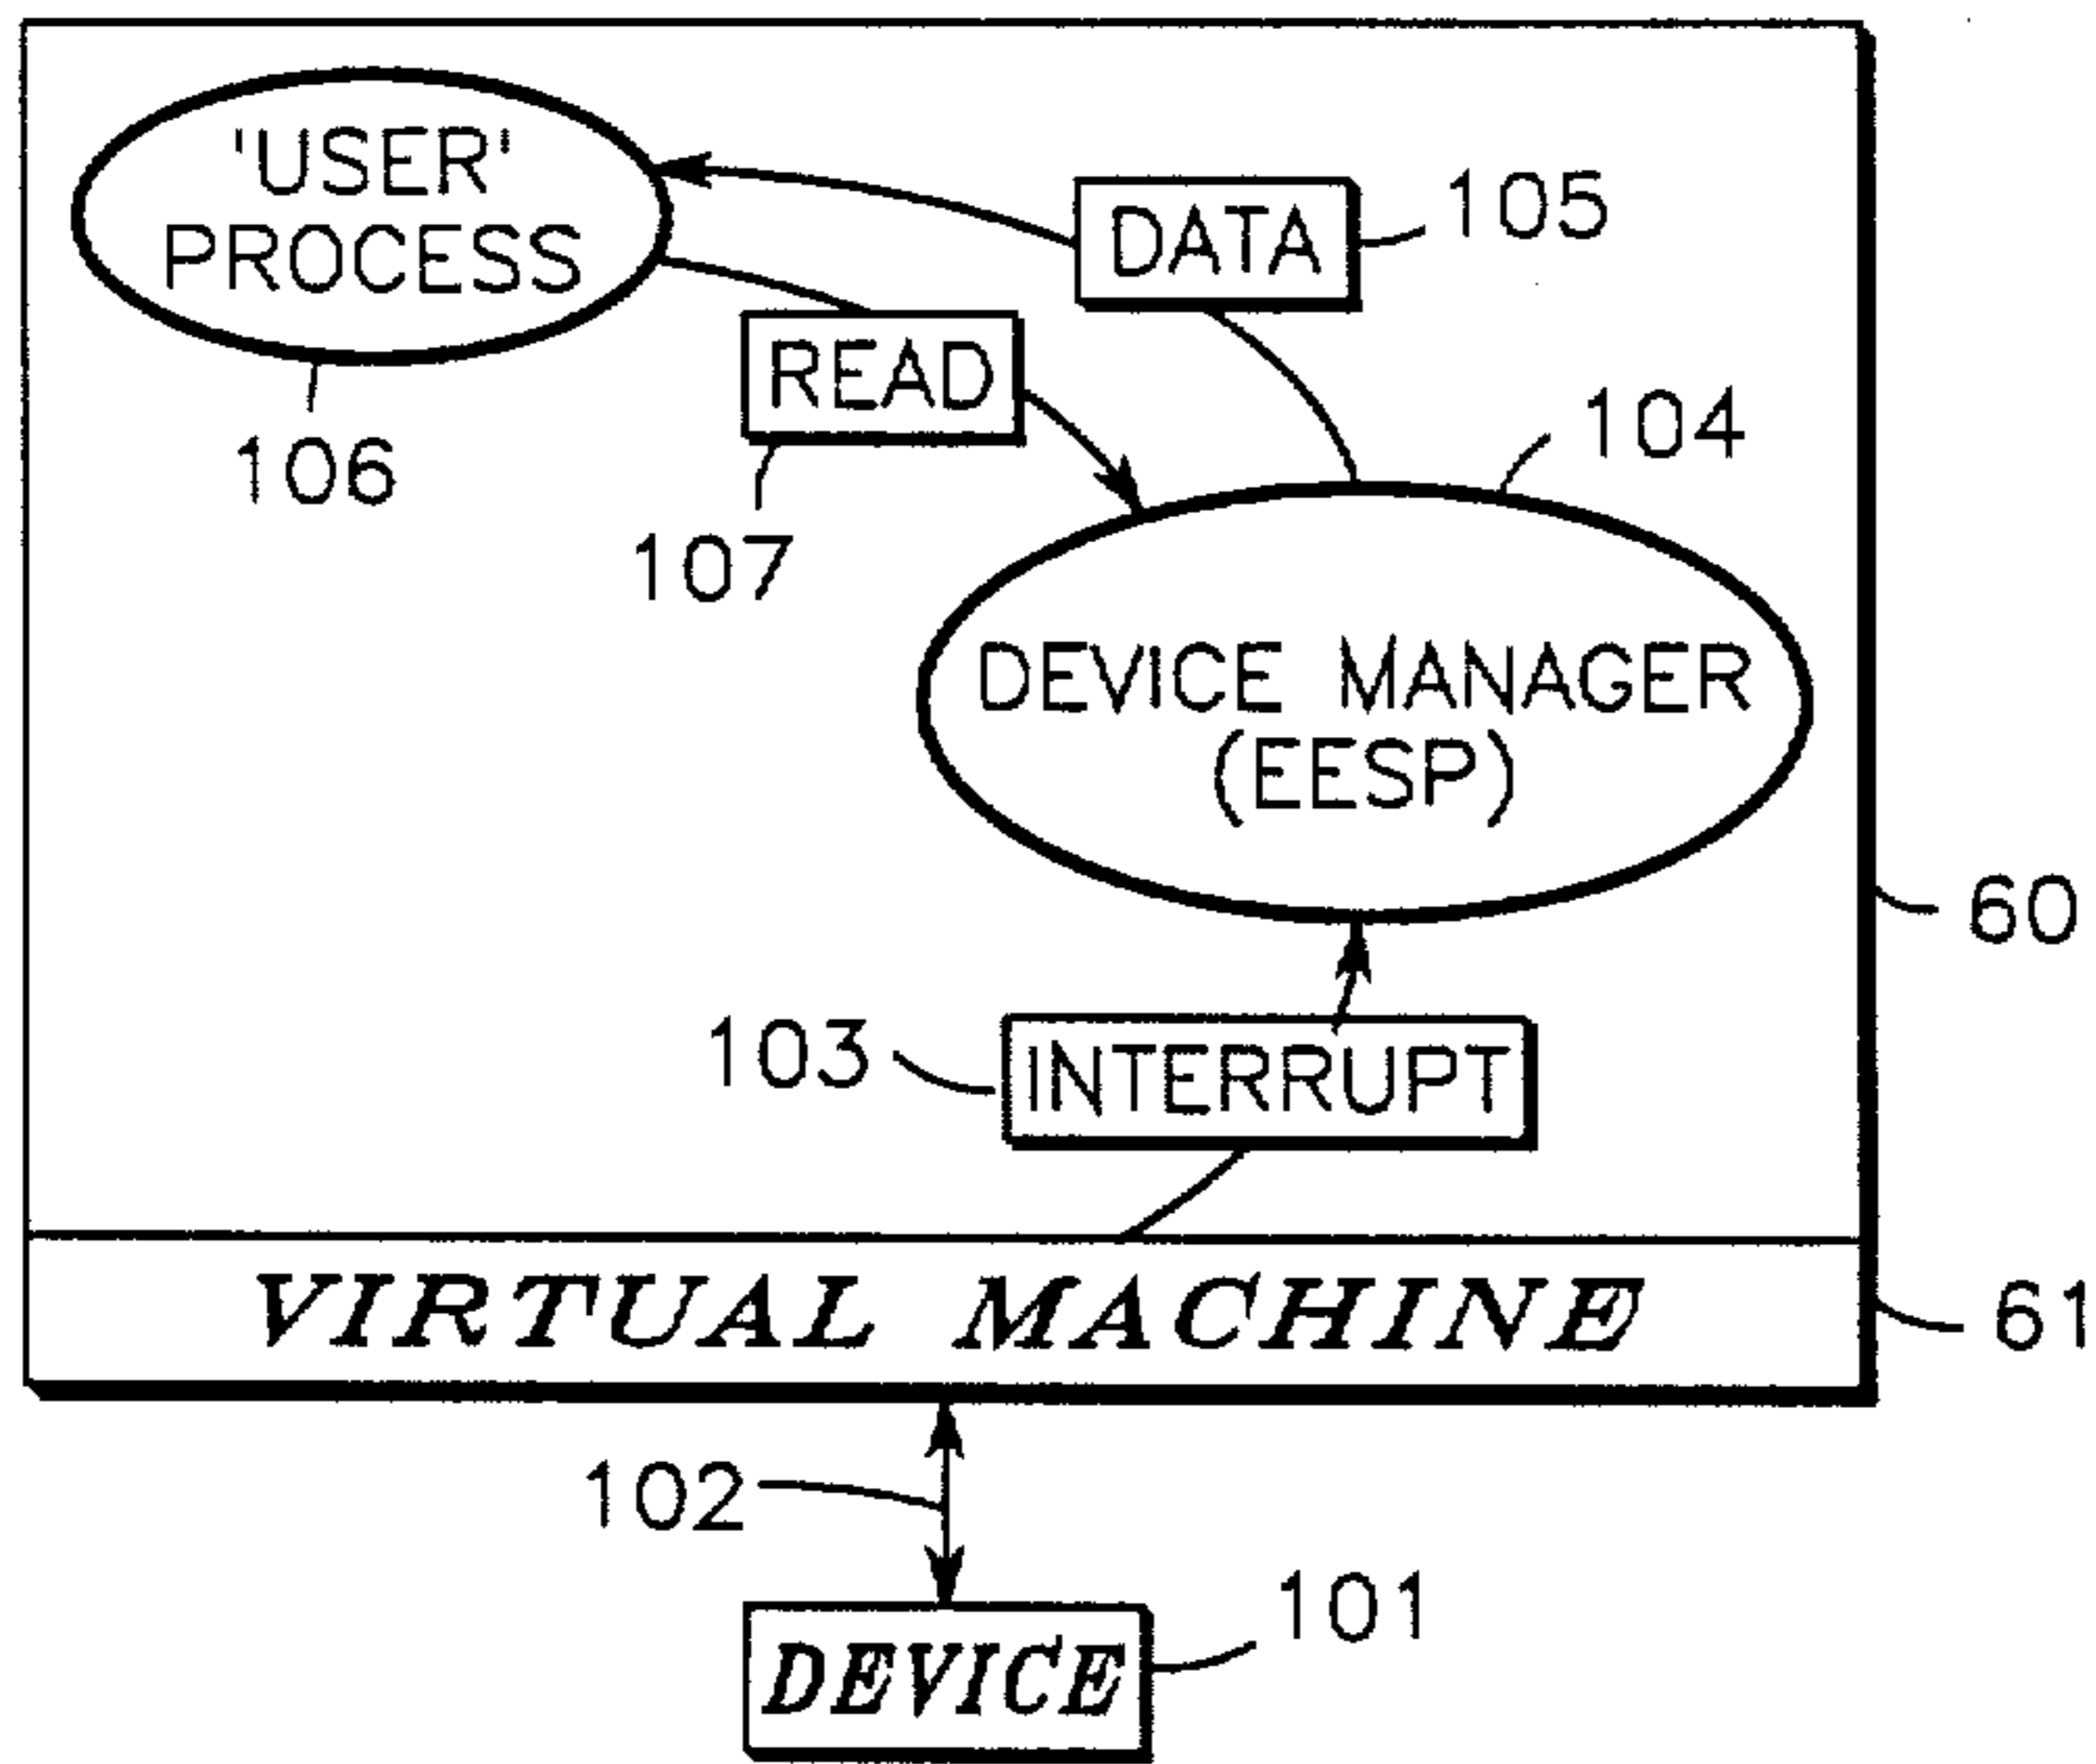 'USER'
PROCESS
DATA
105
READ
104
106
107
DEVICE MANAGER
(EESP)
60
103
INTERRUPT
VIRTUAL MACHINE
61
102
101
DEVICE